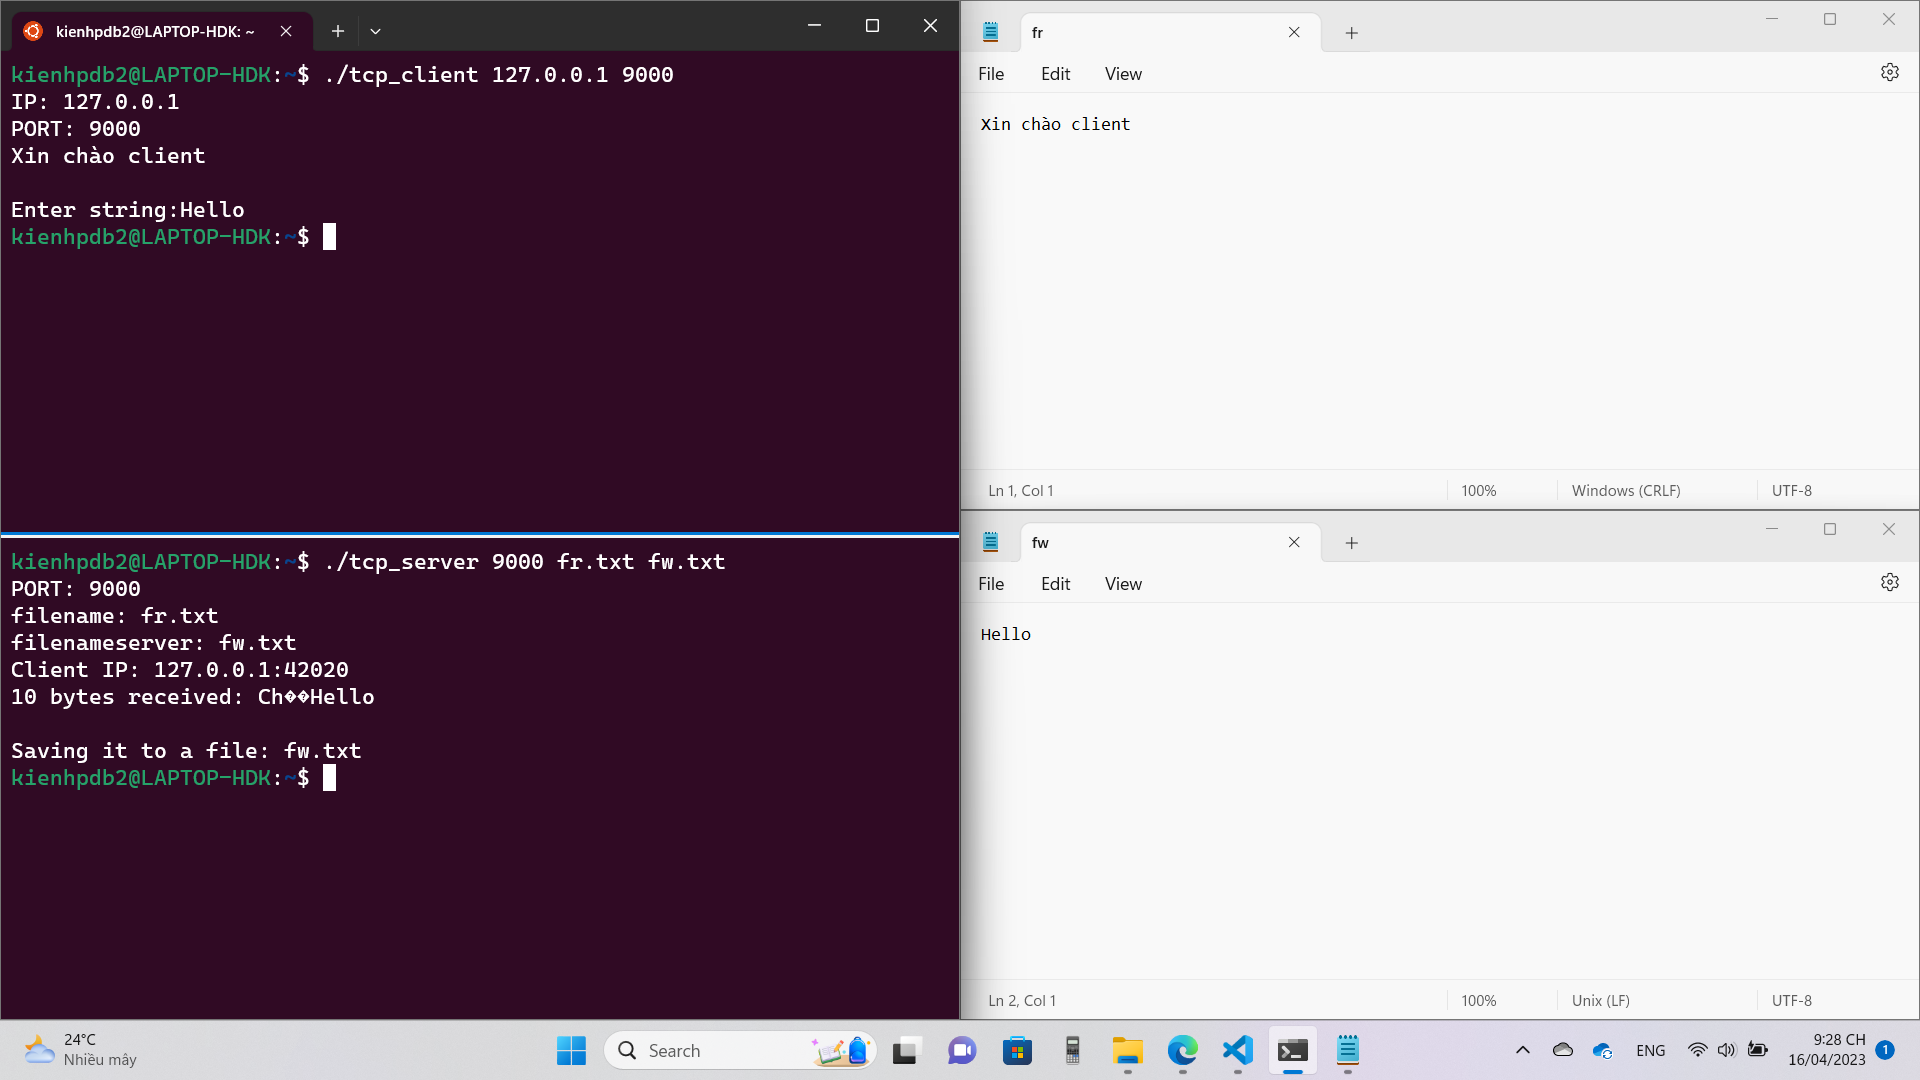 kienhpdb2@LAPTOP-HDK: ~
kienhpdb2@LAPTOP-HDK:~$ ./tcp_client 127.0.0.1 9000
IP: 127.0.0.1
PORT: 9000
Xin chào client
Enter string:Hello
kienhpdb2@LAPTOP-HDK:~$
kienhpdb2@LAPTOP-HDK:~$ ./tcp_server 9000 fr.txt fw.txt
PORT: 9000
filename: fr.txt
filenameserver: fw.txt
Client IP: 127.0.0.1:42020
10 bytes received: Ch��Hello
Saving it to a file: fw.txt
kienhpdb2@LAPTOP-HDK:~$
fr
File Edit View
Xin chào client
Ln 1, Col 1 100% Windows (CRLF) UTF-8
fw
File Edit View
Hello
Ln 2, Col 1 100% Unix (LF) UTF-8
24°C
Nhiều mây
Search
ENG
9:28 CH
16/04/2023
1